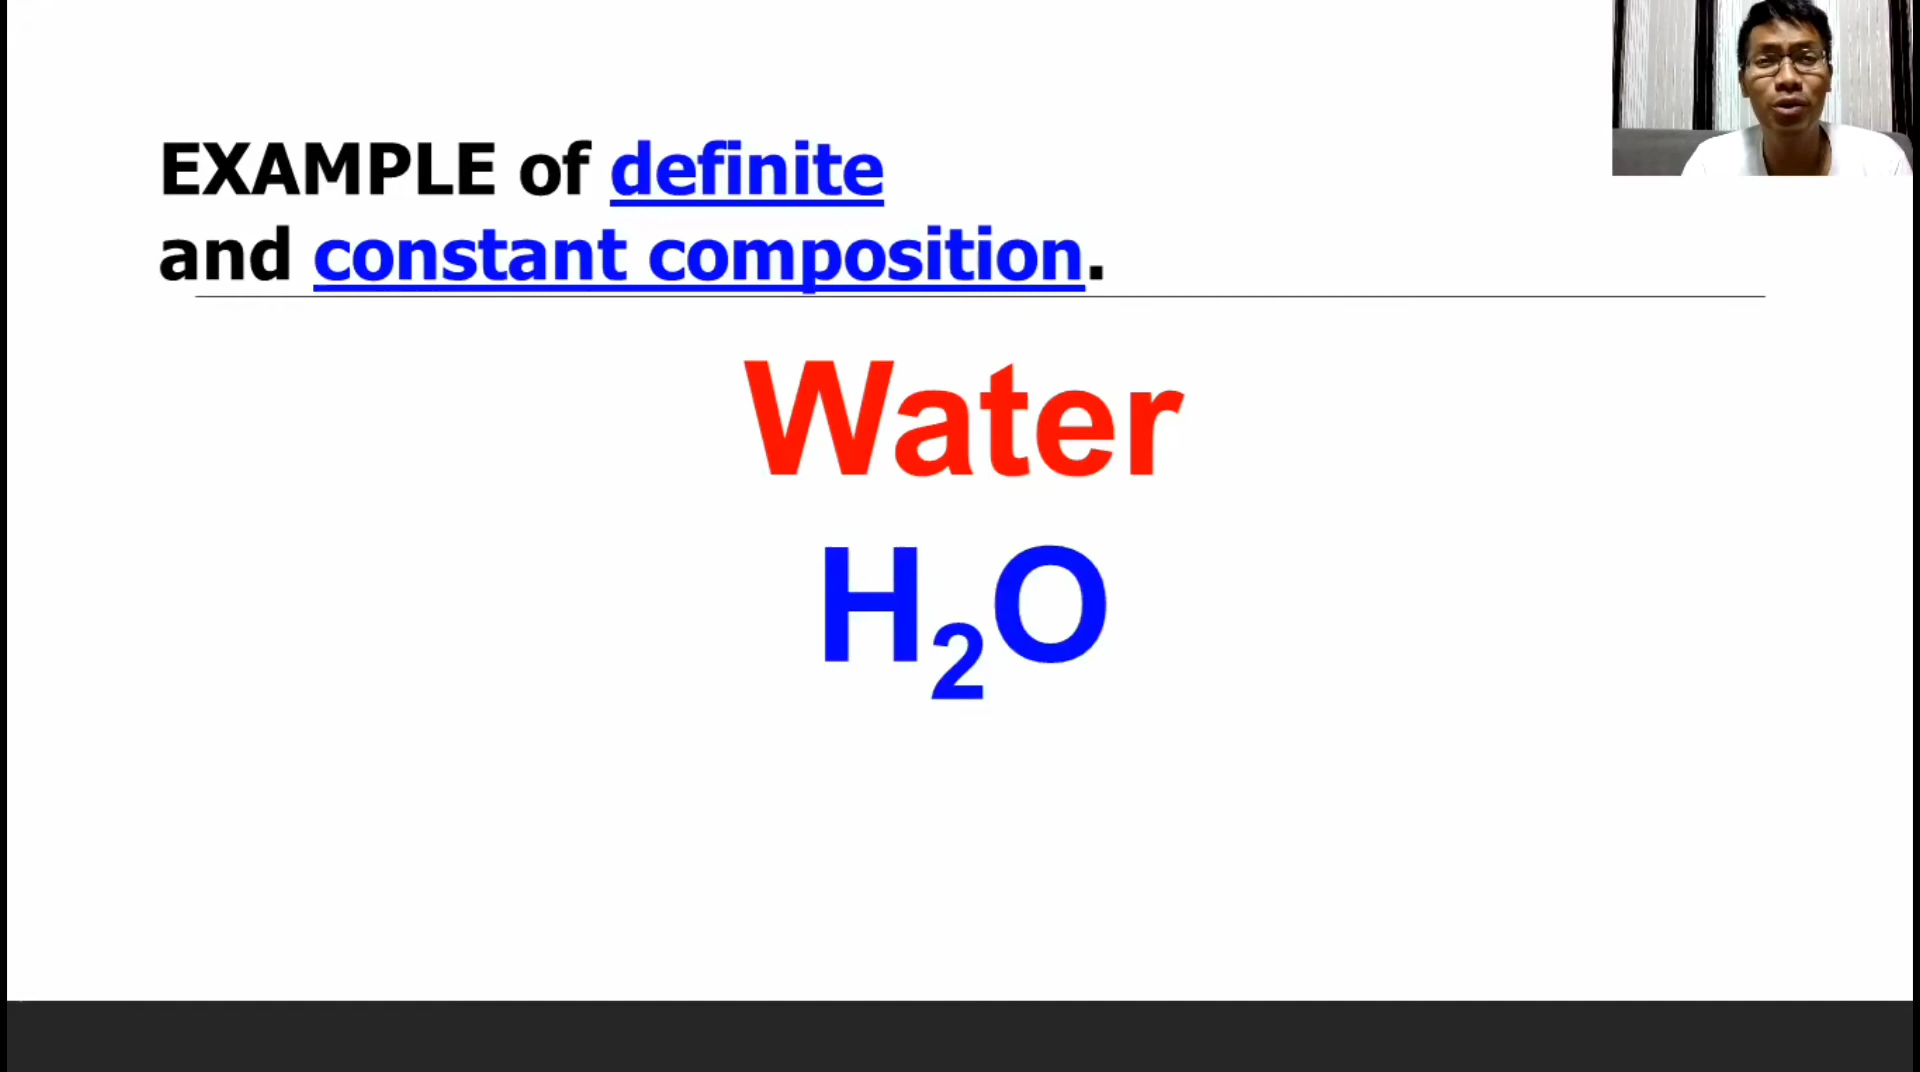 EXAMPLE of definite
and constant composition.
Water
H₂O